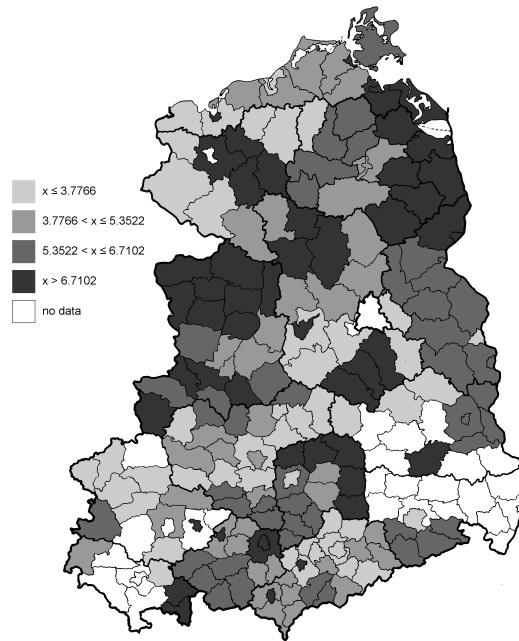 x ≤ 3.7766
3.7766 < x ≤ 5.3522
5.3522 < x ≤ 6.7102
x > 6.7102
no data